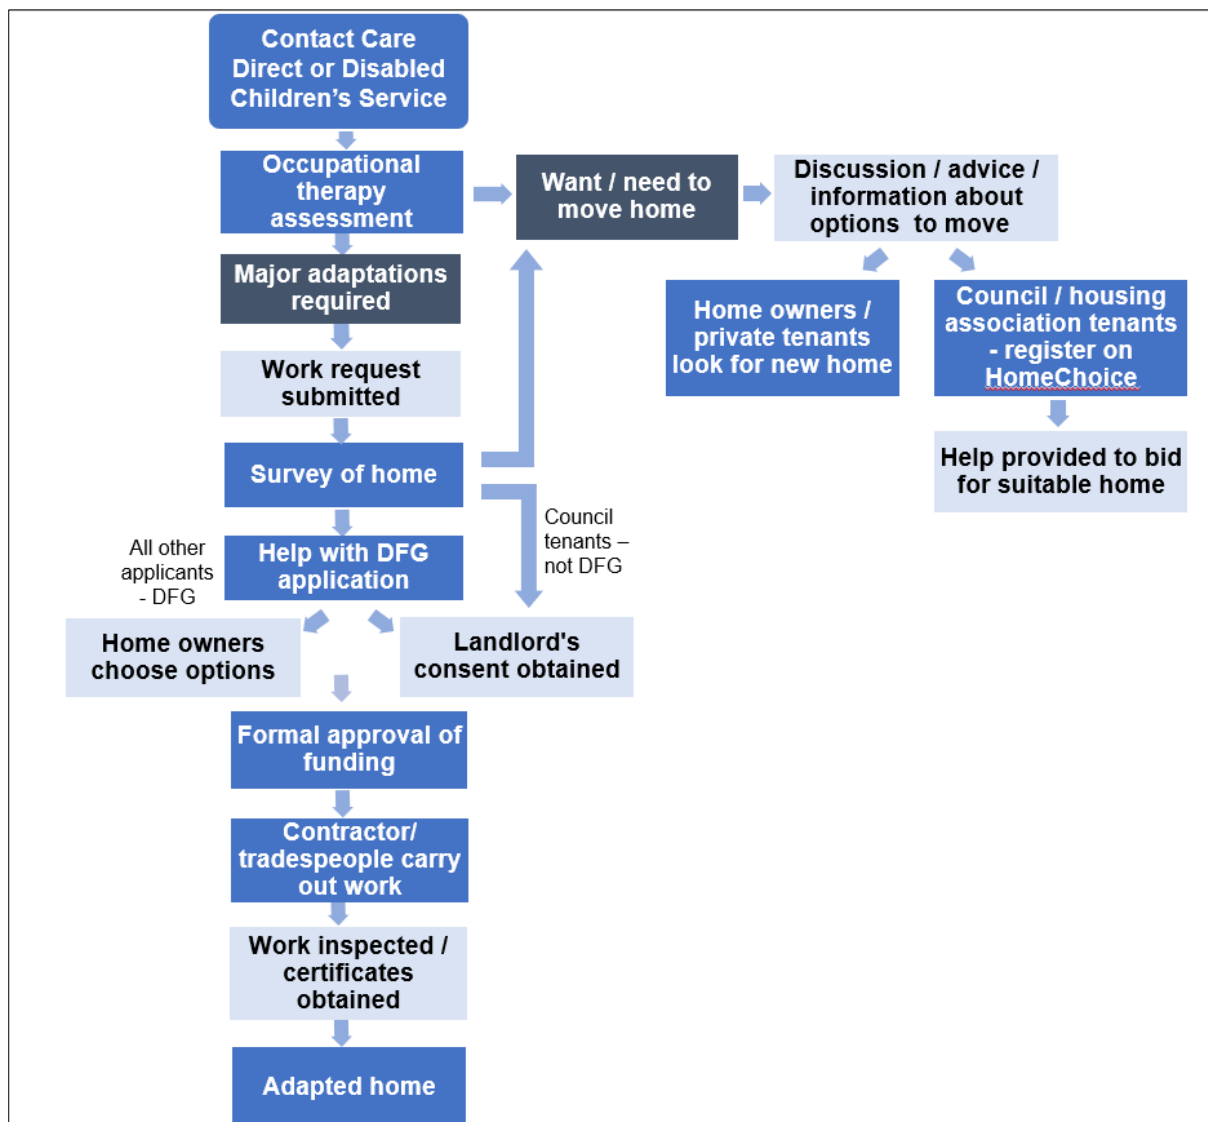 Contact Care
Direct or Disabled
Children’s Service
Occupational
therapy
assessment
Want / need to
move home
Discussion / advice /
information about
options to move
Major adaptations
required
Home owners /
private tenants
look for new home
Council / housing
association tenants
- register on
HomeChoice
Work request
submitted
Survey of home
Help provided to bid
for suitable home
Council
tenants –
not DFG
All other
applicants
- DFG
Help with DFG
application
Home owners
choose options
Landlord's
consent obtained
Formal approval of
funding
Contractor/
tradespeople carry
out work
Work inspected /
certificates
obtained
Adapted home